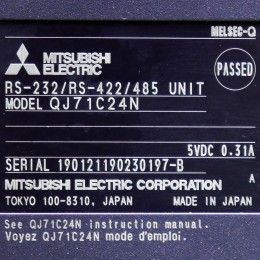 MELSEC-Q
MITSUBISHI
ELECTRIC
PASSED
RS-232/RS-422/485 UNIT
MODEL QJ71C24N
5VDC 0.31A
SERIAL 190121190230197-B
MITSUBISHI ELECTRIC CORPORATION A
TOKYO 100-8310, JAPAN MADE IN JAPAN
See QJ71C24N instruction manual.
Voyez QJ71C24N mode d'emploi.